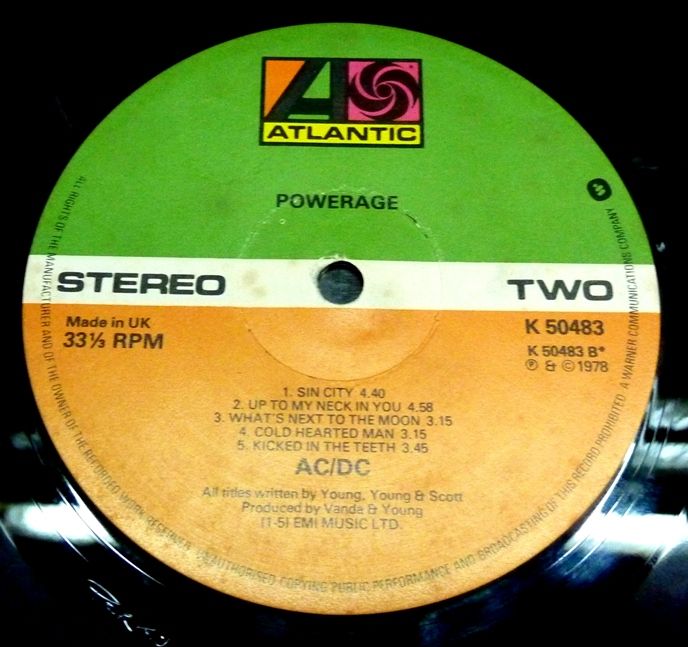 ATLANTIC
POWERAGE
STEREO
TWO
Made in UK
33⅓ RPM
K 50483
K 50483 B*
Ⓟ & © 1978
1. SIN CITY 4.40
2. UP TO MY NECK IN YOU 4.58
3. WHAT'S NEXT TO THE MOON 3.15
4. COLD HEARTED MAN 3.15
5. KICKED IN THE TEETH 3.45
AC/DC
All titles written by Young, Young & Scott
Produced by Vanda & Young
(1-5) EMI MUSIC LTD.
ALL RIGHTS OF THE MANUFACTURER AND OF THE OWNER OF THE RECORDED WORK RESERVED UNAUTHORISED COPYING PUBLIC PERFORMANCE AND BROADCASTING OF THIS RECORD PROHIBITED A WARNER COMMUNICATIONS COMPANY